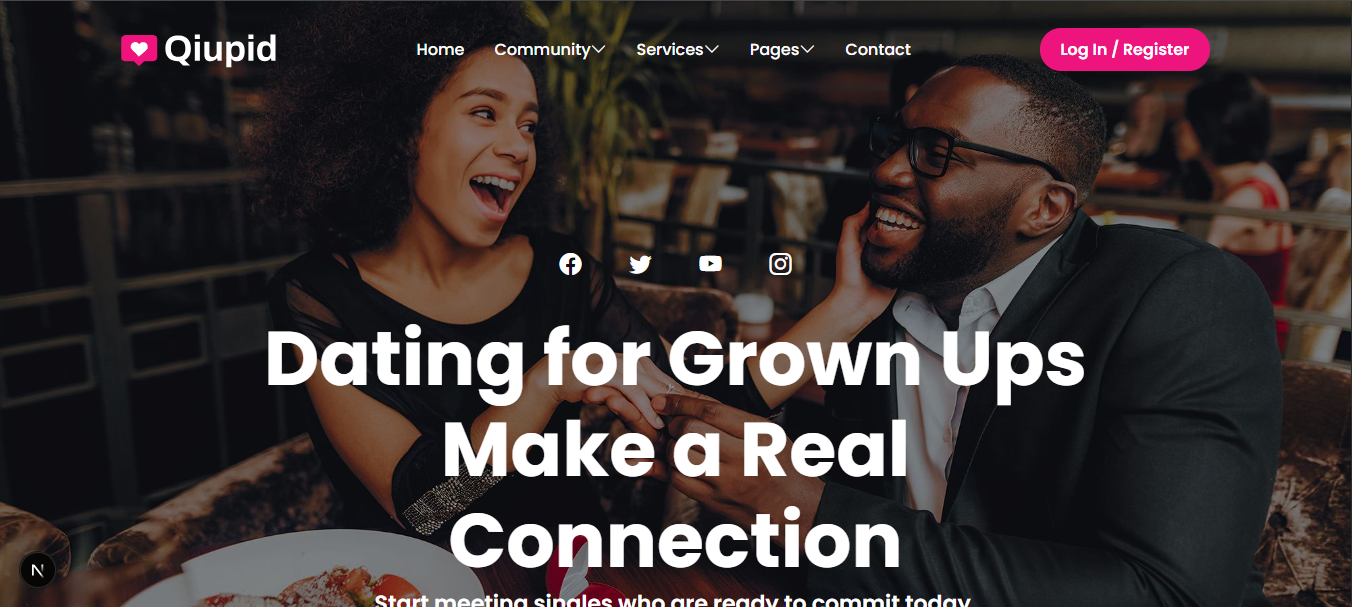 Qiupid
Home Community Services Pages Contact
Log In / Register
Dating for Grown Ups
Make a Real
Connection
N
Start meeting singles who are ready to commit today